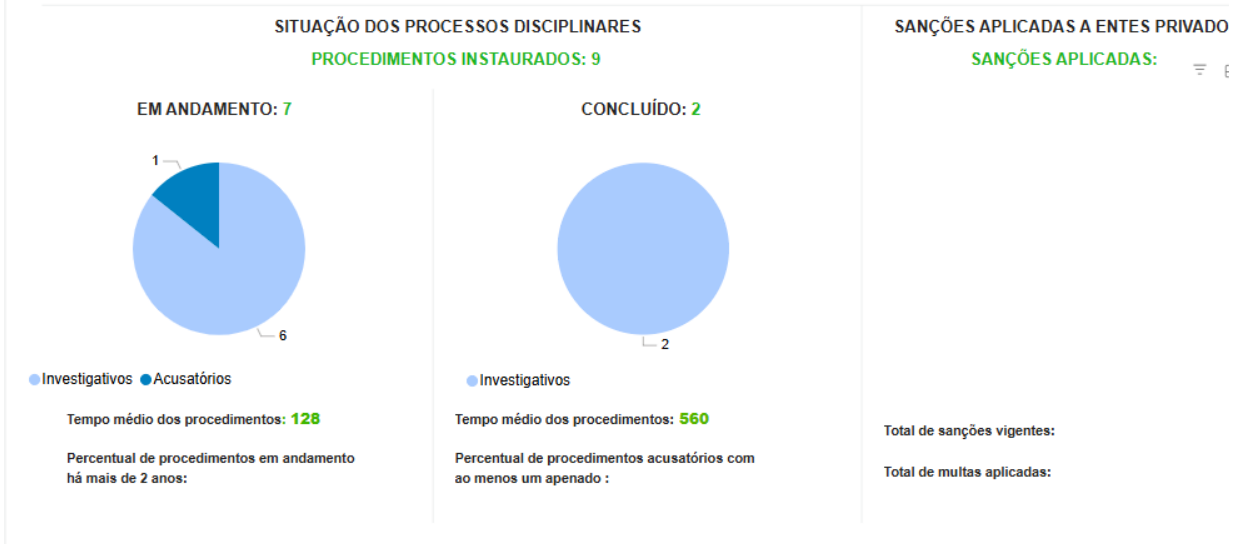 SITUAÇÃO DOS PROCESSOS DISCIPLINARES
PROCEDIMENTOS INSTAURADOS: 9
EM ANDAMENTO: 7
1
6
Investigativos Acusatórios
Tempo médio dos procedimentos: 128
Percentual de procedimentos em andamento
há mais de 2 anos:
CONCLUÍDO: 2
2
Investigativos
Tempo médio dos procedimentos: 560
Percentual de procedimentos acusatórios com
ao menos um apenado :
SANÇÕES APLICADAS A ENTES PRIVADO
SANÇÕES APLICADAS:
Total de sanções vigentes:
Total de multas aplicadas: